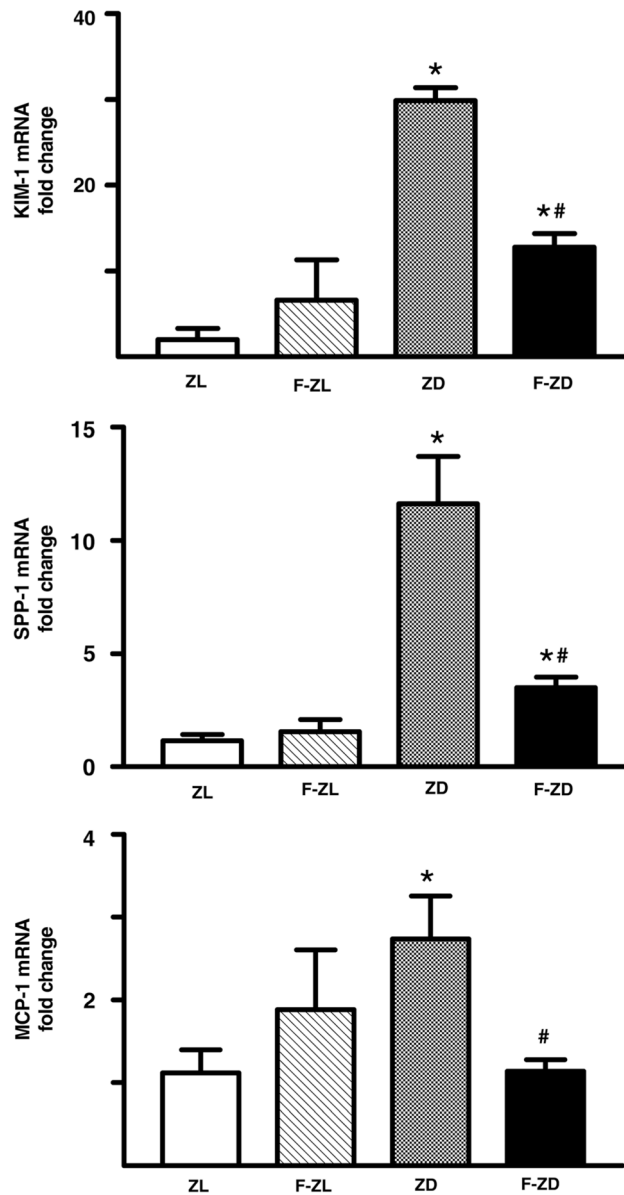 40
*
KIM-1 mRNA
fold change
20
*#
ZL
F-ZL
ZD
F-ZD
15
*
SPP-1 mRNA
fold change
10
5
*#
0
ZL
F-ZL
ZD
F-ZD
4
*
MCP-1 mRNA
fold change
2
#
ZL
F-ZL
ZD
F-ZD